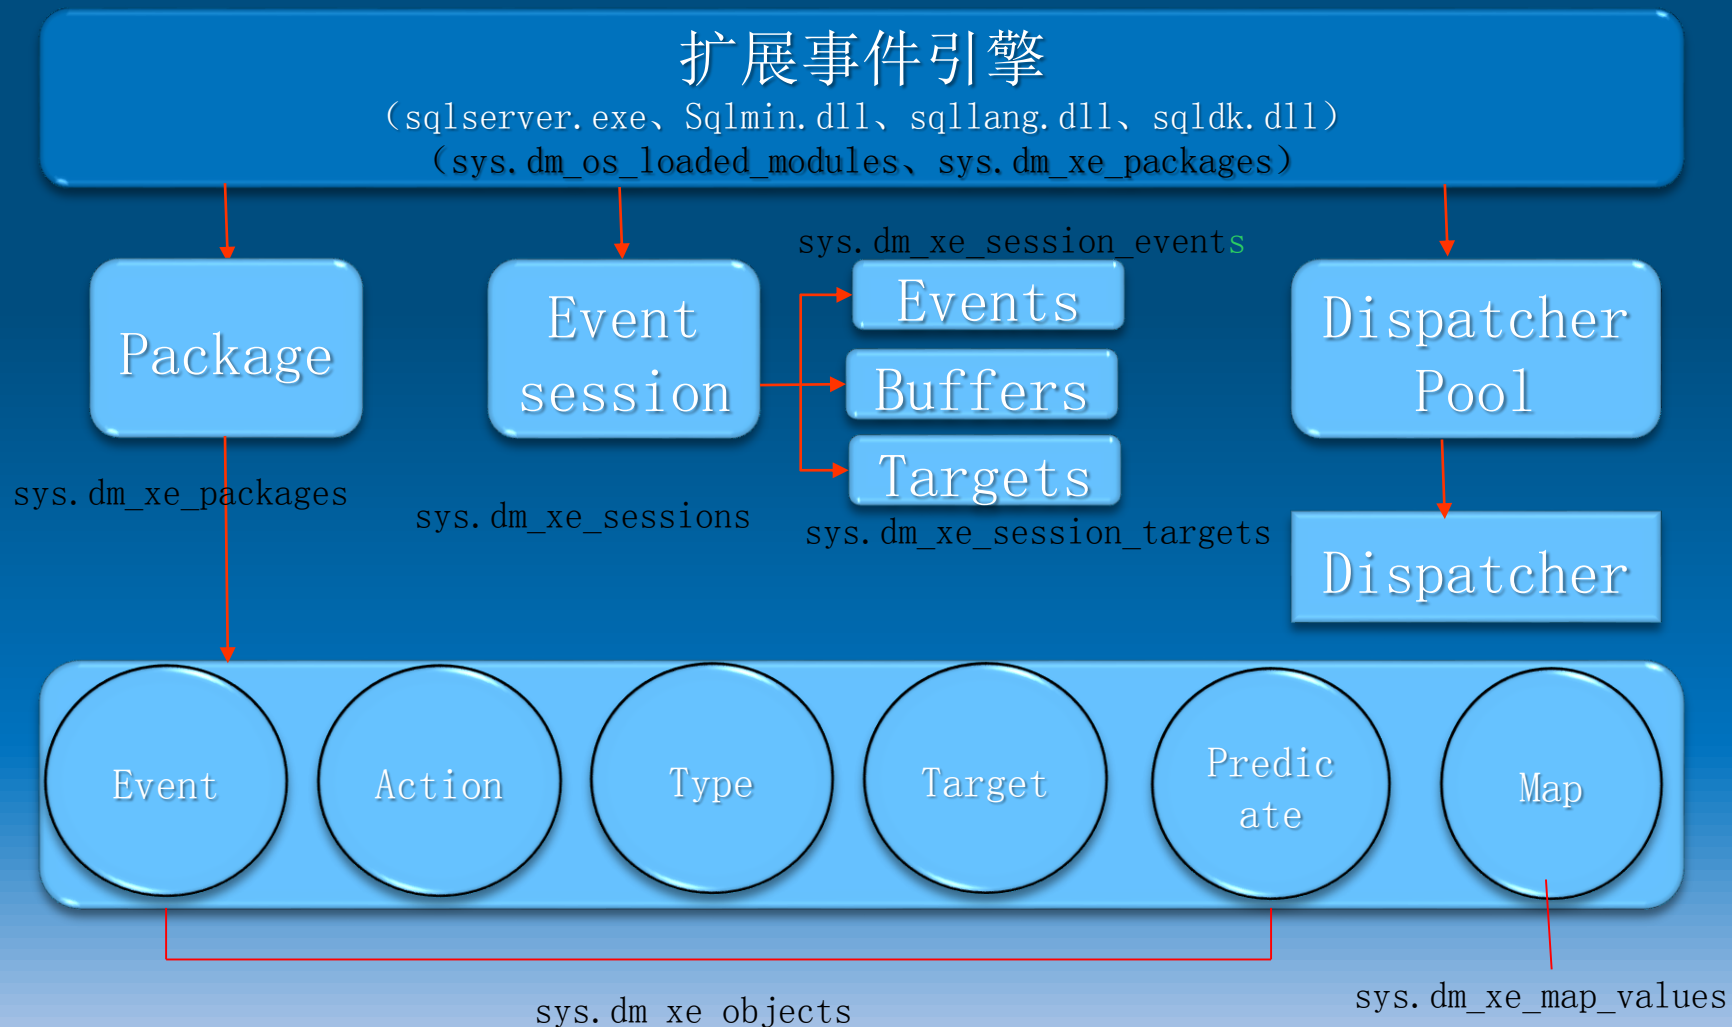 扩展事件引擎
（sqlserver.exe、Sqlmin.dll、sqllang.dll、sqldk.dll）
（sys.dm_os_loaded_modules、sys.dm_xe_packages）
Package
Event
session
sys.dm_xe_session_events
Events
Buffers
Targets
Dispatcher
Pool
sys.dm_xe_packages
sys.dm_xe_sessions
sys.dm_xe_session_targets
Dispatcher
Event
Action
Type
Target
Predic
ate
Map
sys.dm_xe_objects
sys.dm_xe_map_values